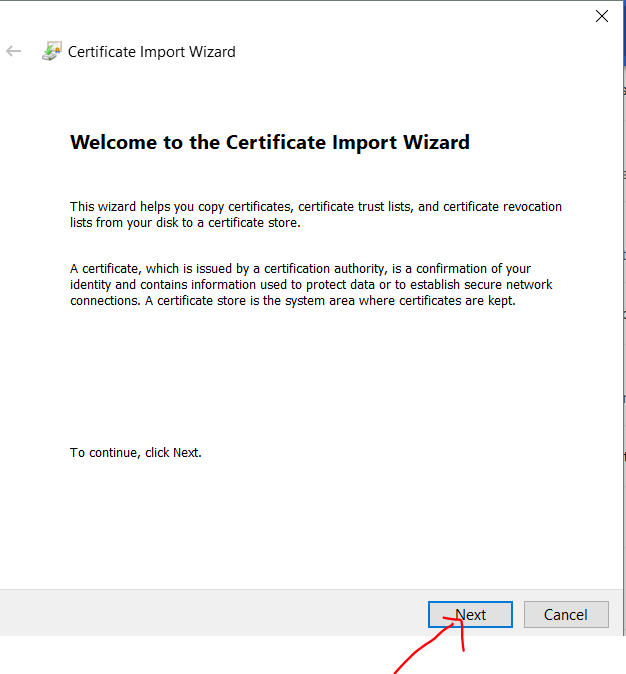 Certificate Import Wizard
Welcome to the Certificate Import Wizard
This wizard helps you copy certificates, certificate trust lists, and certificate revocation
lists from your disk to a certificate store.
A certificate, which is issued by a certification authority, is a confirmation of your
identity and contains information used to protect data or to establish secure network
connections. A certificate store is the system area where certificates are kept.
To continue, click Next.
Next
Cancel